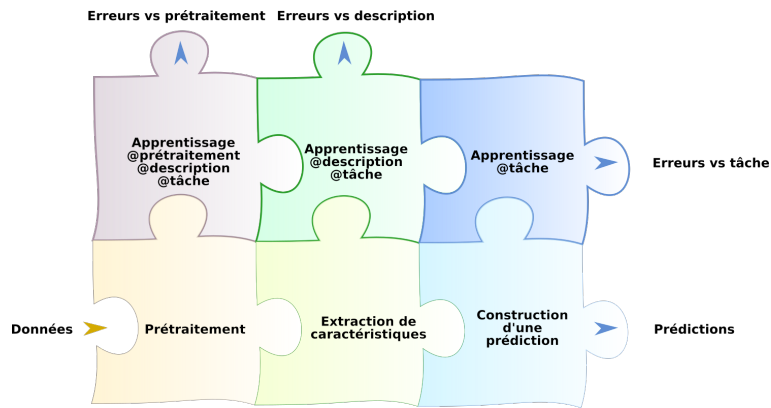 Erreurs vs prétraitement
Erreurs vs description
Apprentissage
@prétraitement
@description
@tâche
Apprentissage
@description
@tâche
Apprentissage
@tâche
Erreurs vs tâche
Données
Prétraitement
Extraction de
caractéristiques
Construction
d'une
prédiction
Prédictions